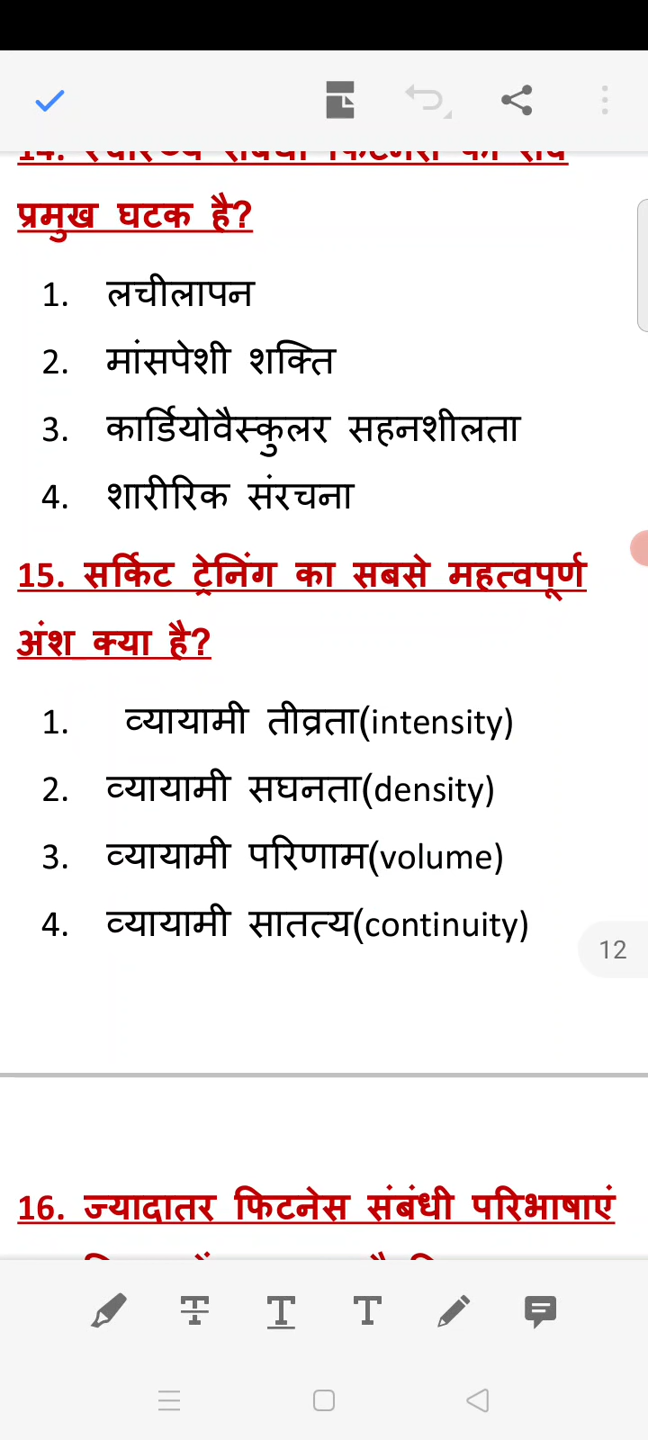 प्रमुख घटक है?
1. लचीलापन
2. मांसपेशी शक्ति
3. कार्डियोवैस्कुलर सहनशीलता
4. शारीरिक संरचना
15. सर्किट ट्रेनिंग का सबसे महत्वपूर्ण
अंश क्या है?
1. व्यायामी तीव्रता(intensity)
2. व्यायामी सघनता(density)
3. व्यायामी परिणाम(volume)
4. व्यायामी सातत्य(continuity)
12
16. ज्यादातर फिटनेस संबंधी परिभाषाएं